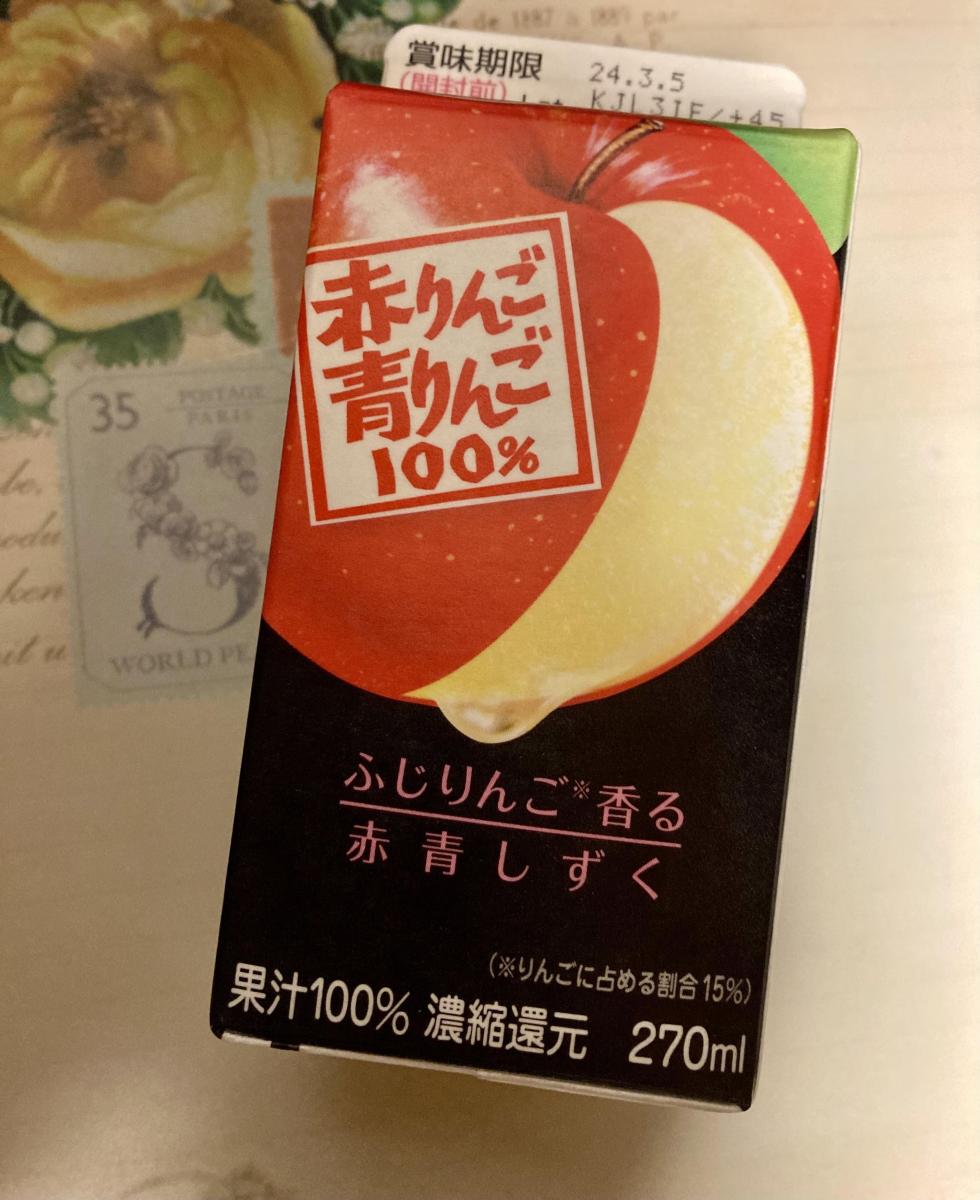 賞味期限 24.3.5
(開封前)
赤りんご
青りんご
100%
35
POSTAGE
PARIS
WORLD
ふじりんご※香る
赤青しずく
(※りんごに占める割合15%)
果汁100% 濃縮還元 270ml